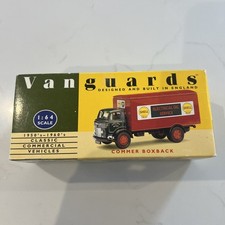 Vanguards
DESIGNED AND BUILT IN ENGLAND
1:64
SCALE
1950's-1960's
CLASSIC
COMMERCIAL
VEHICLES
COMMER BOXBACK